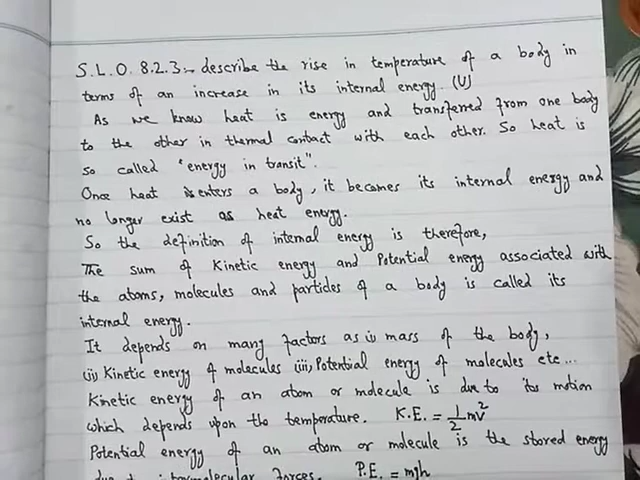 S.L.O. 8.2.3:- describe the rise in temperature of a body in
terms of an increase in its internal energy. (U)
As we know heat is energy and transferred from one body
to the other in thermal contact with each other. So heat is
so called "energy in transit".
Once heat enters a body, it becomes its internal energy and
no longer exist as heat energy.
So the definition of internal energy is therefore,
The sum of Kinetic energy and Potential energy associated with
the atoms, molecules and particles of a body is called its
internal energy.
It depends on many factors as (i) mass of the body,
(ii) Kinetic energy of molecules (iii) Potential energy of molecules etc...
Kinetic energy of an atom or molecule is due to its motion
which depends upon the temperature. K.E. = 1/2 mv²
Potential energy of an atom or molecule is the stored energy
due to intermolecular forces. P.E. = mgh